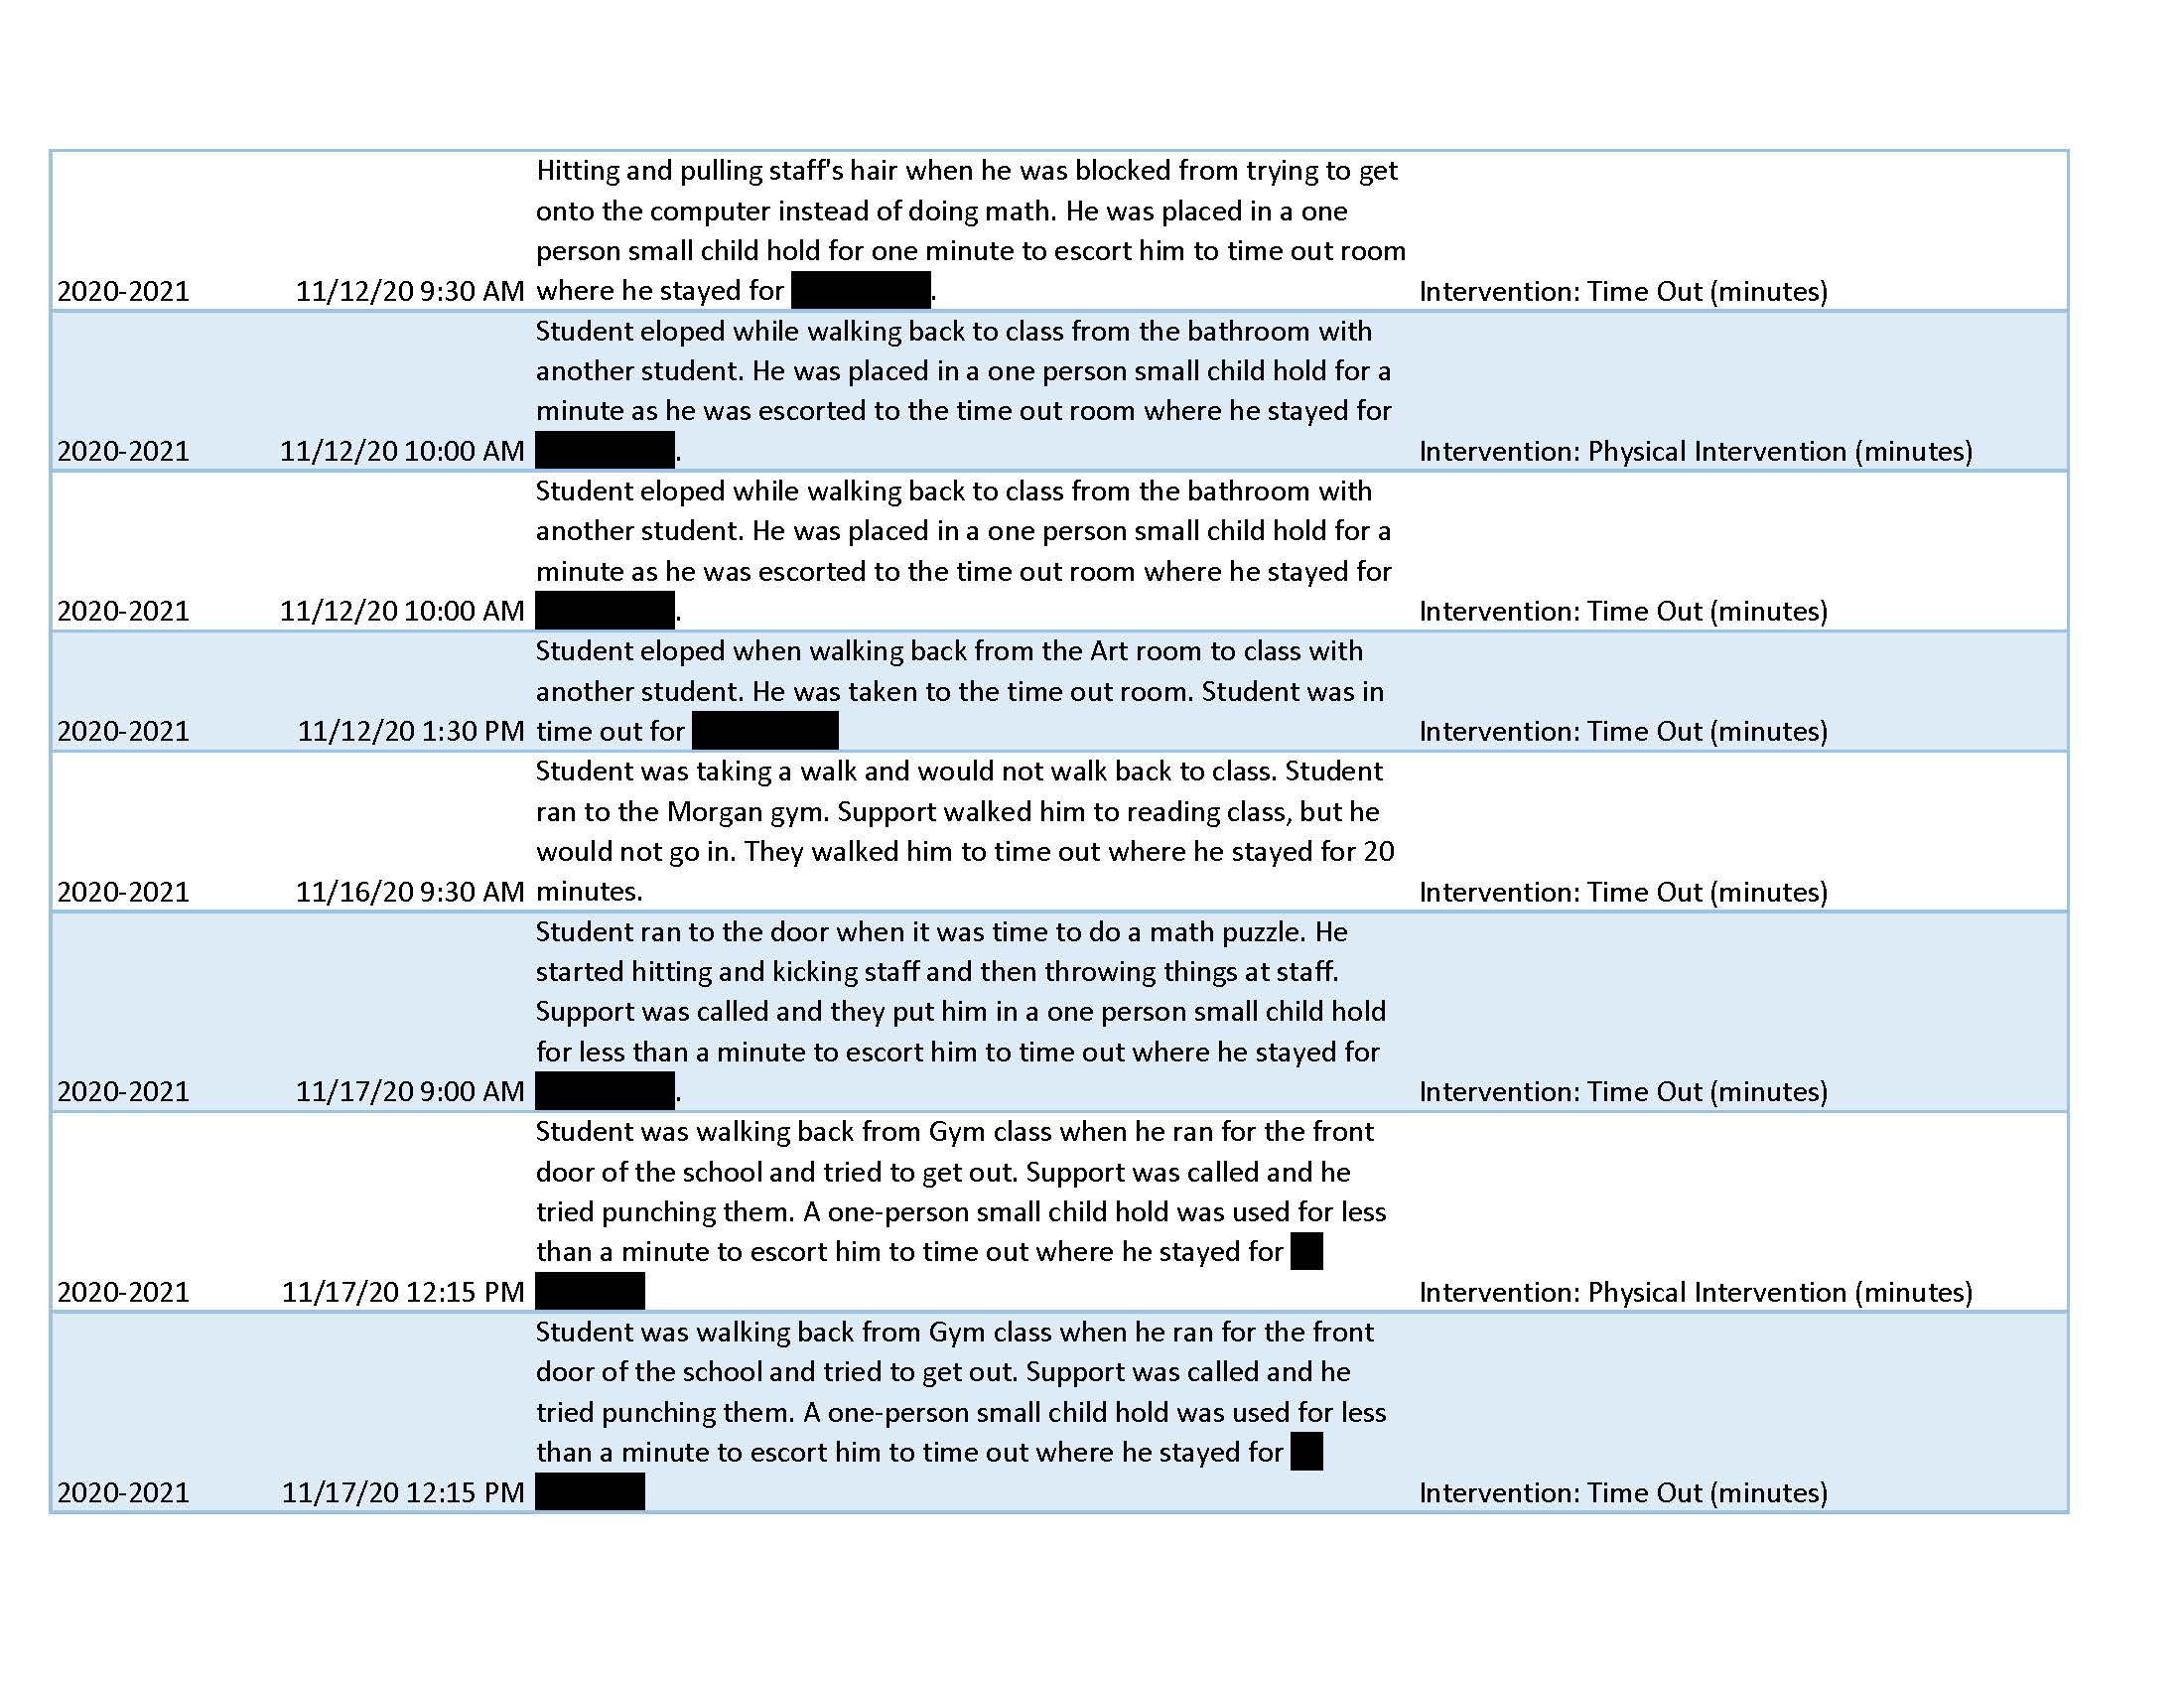 Hitting and pulling staff's hair when he was blocked from trying to get
onto the computer instead of doing math. He was placed in a one
person small child hold for one minute to escort him to time out room
2020-2021 11/12/20 9:30 AM where he stayed for . Intervention: Time Out (minutes)
Student eloped while walking back to class from the bathroom with
another student. He was placed in a one person small child hold for a
minute as he was escorted to the time out room where he stayed for
2020-2021 11/12/20 10:00 AM . Intervention: Physical Intervention (minutes)
Student eloped while walking back to class from the bathroom with
another student. He was placed in a one person small child hold for a
minute as he was escorted to the time out room where he stayed for
2020-2021 11/12/20 10:00 AM . Intervention: Time Out (minutes)
Student eloped when walking back from the Art room to class with
another student. He was taken to the time out room. Student was in
2020-2021 11/12/20 1:30 PM time out for Intervention: Time Out (minutes)
Student was taking a walk and would not walk back to class. Student
ran to the Morgan gym. Support walked him to reading class, but he
would not go in. They walked him to time out where he stayed for 20
2020-2021 11/16/20 9:30 AM minutes. Intervention: Time Out (minutes)
Student ran to the door when it was time to do a math puzzle. He
started hitting and kicking staff and then throwing things at staff.
Support was called and they put him in a one person small child hold
for less than a minute to escort him to time out where he stayed for
2020-2021 11/17/20 9:00 AM . Intervention: Time Out (minutes)
Student was walking back from Gym class when he ran for the front
door of the school and tried to get out. Support was called and he
tried punching them. A one-person small child hold was used for less
than a minute to escort him to time out where he stayed for
2020-2021 11/17/20 12:15 PM Intervention: Physical Intervention (minutes)
Student was walking back from Gym class when he ran for the front
door of the school and tried to get out. Support was called and he
tried punching them. A one-person small child hold was used for less
than a minute to escort him to time out where he stayed for
2020-2021 11/17/20 12:15 PM Intervention: Time Out (minutes)